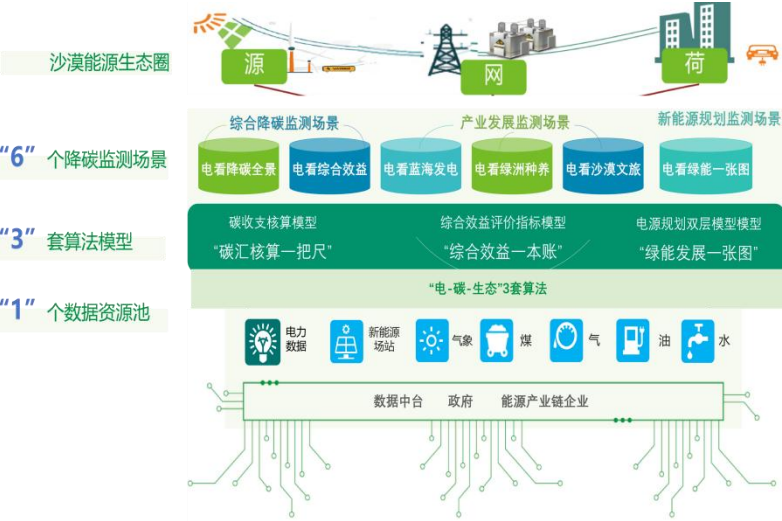 沙漠能源生态圈
源
网
荷
“6” 个降碳监测场景
综合降碳监测场景
产业发展监测场景
新能源规划监测场景
电看降碳全景
电看综合效益
电看蓝海发电
电看绿洲种养
电看沙漠文旅
电看绿能一张图
“3” 套算法模型
碳收支核算模型
综合效益评价指标模型
电源规划双层模型模型
“碳汇核算一把尺”
“综合效益一本账”
“绿能发展一张图”
“电-碳-生态”3套算法
“1” 个数据资源池
电力
数据
新能源
场站
气象
煤
气
油
水
数据中台 政府 能源产业链企业